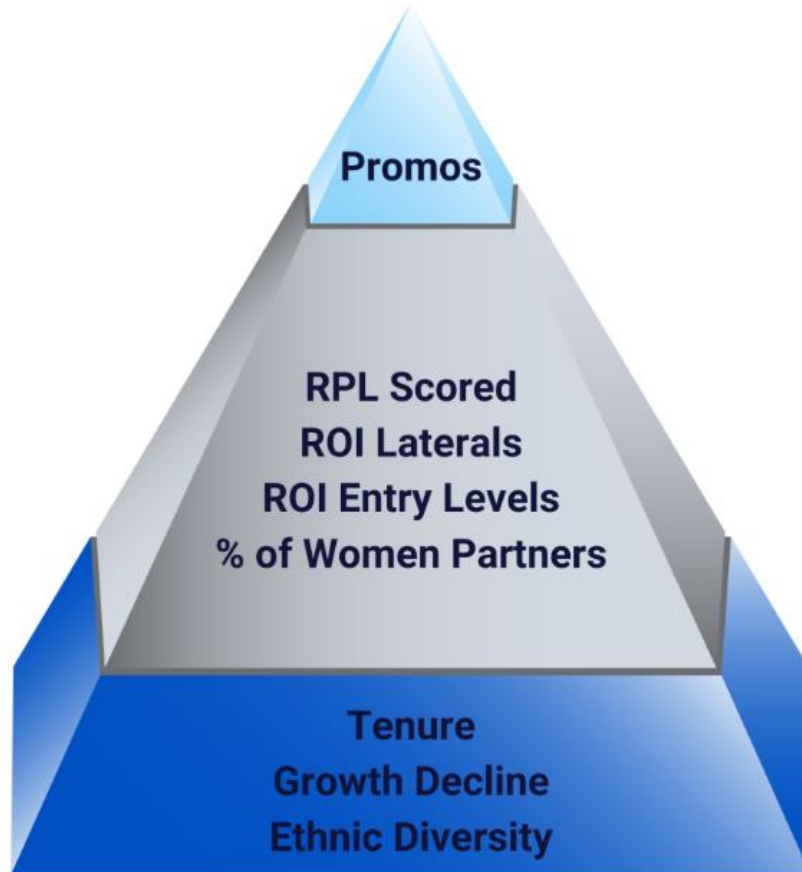 Promos
RPL Scored
ROI Laterals
ROI Entry Levels
% of Women Partners
Tenure
Growth Decline
Ethnic Diversity